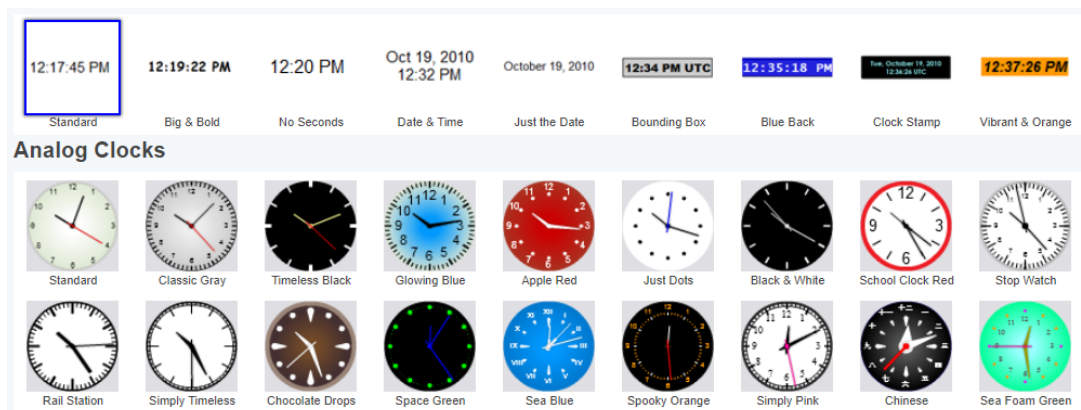 12:17:45 PM
12:19:22 PM
12:20 PM
Oct 19, 2010
12:32 PM
October 19, 2010
12:34 PM UTC
12:35:18 PM
Tue, October 19, 2010
12:36:26 UTC
12:37:26 PM
Standard
Big & Bold
No Seconds
Date & Time
Just the Date
Bounding Box
Blue Back
Clock Stamp
Vibrant & Orange
Analog Clocks
Standard
Classic Gray
Timeless Black
Glowing Blue
Apple Red
Just Dots
Black & White
School Clock Red
Stop Watch
Rail Station
Simply Timeless
Chocolate Drops
Space Green
Sea Blue
Spooky Orange
Simply Pink
Chinese
Sea Foam Green